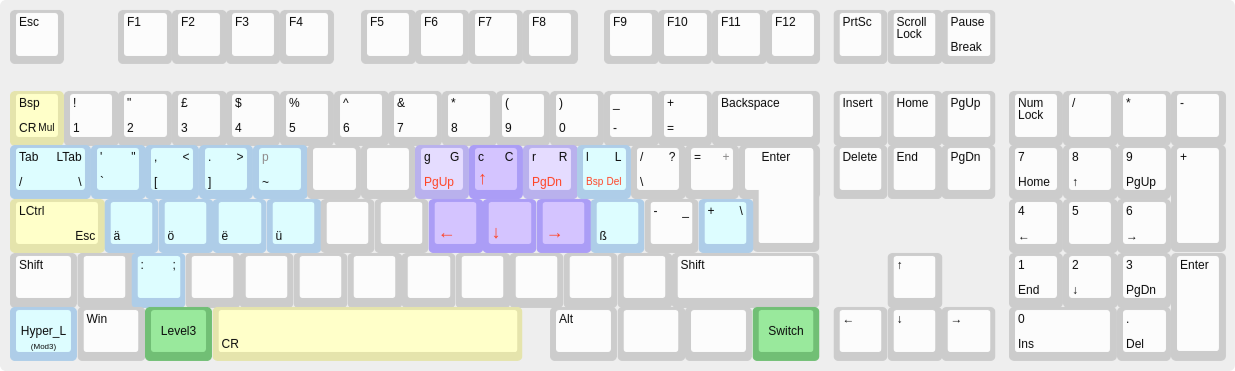 Esc F1 F2 F3 F4 F5 F6 F7 F8 F9 F10 F11 F12 PrtSc Scroll Lock Pause Break
Bsp ! " £ $ % ^ & * ( ) _ + Backspace Insert Home PgUp Num Lock / * -
CR Mul 1 2 3 4 5 6 7 8 9 0 - =
Tab LTab ' " , < . > p g G c C r R l L / ? = + Enter Delete End PgDn 7 8 9 +
/ \ ` [ ] ~ PgUp ↑ PgDn Bsp Del \ Home ↑ PgUp
LCtrl - _ + \ 4 5 6
Esc ä ö ë ü ← ↓ → ß ← →
Shift : ; Shift ↑ 1 2 3 Enter
End ↓ PgDn
Hyper_L (Mod3) Win Level3 CR Alt Switch ← ↓ → 0 .
Ins Del